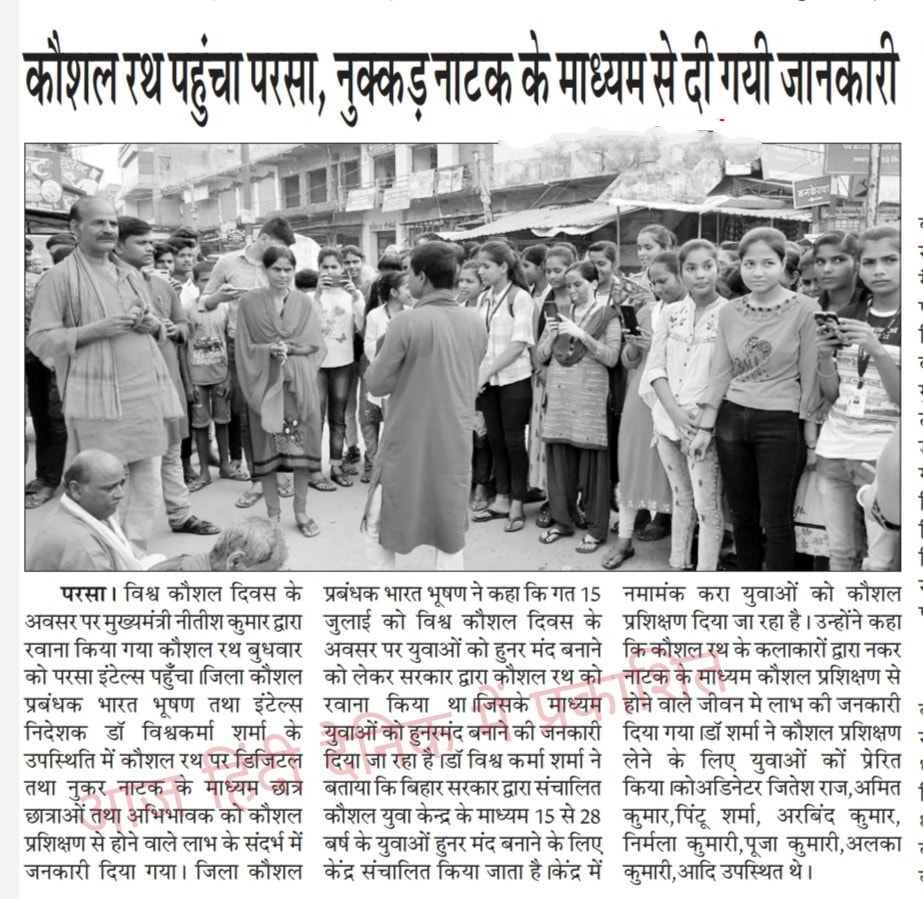 कौशल रथ पहुंचा परसा, नुक्कड़ नाटक के माध्यम से दी गयी जानकारी
बनकेरवा
परसा। विश्व कौशल दिवस के
अवसर पर मुख्यमंत्री नीतीश कुमार द्वारा
रवाना किया गया कौशल रथ बुधवार
को परसा इंटेल्स पहुँचा।जिला कौशल
प्रबंधक भारत भूषण तथा इंटेल्स
निदेशक डॉ विश्वकर्मा शर्मा के
उपस्थिति में कौशल रथ पर डिजिटल
तथा नुकर नाटक के माध्यम छात्र
छात्राओं तथा अभिभावक को कौशल
प्रशिक्षण से होने वाले लाभ के संदर्भ में
जानकारी दिया गया। जिला कौशल
प्रबंधक भारत भूषण ने कहा कि गत 15
जुलाई को विश्व कौशल दिवस के
अवसर पर युवाओं को हुनर मंद बनाने
को लेकर सरकार द्वारा कौशल रथ को
रवाना किया था।जिसके माध्यम
युवाओं को हुनरमंद बनाने की जानकारी
दिया जा रहा है।डॉ विश्व कर्मा शर्मा ने
बताया कि बिहार सरकार द्वारा संचालित
कौशल युवा केन्द्र के माध्यम 15 से 28
बर्ष के युवाओं हुनर मंद बनाने के लिए
केंद्र संचालित किया जाता है।केंद्र में
नमामंक करा युवाओं को कौशल
प्रशिक्षण दिया जा रहा है। उन्होंने कहा
कि कौशल रथ के कलाकारों द्वारा नकर
नाटक के माध्यम कौशल प्रशिक्षण से
होने वाले जीवन मे लाभ की जानकारी
दिया गया।डॉ शर्मा ने कौशल प्रशिक्षण
लेने के लिए युवाओं को प्रेरित
किया।कोअडिनेटर जितेश राज,अमित
कुमार,पिंटू शर्मा, अरबिंद कुमार,
निर्मला कुमारी,पूजा कुमारी,अलका
कुमारी,आदि उपस्थित थे।
आज हिंदी दैनिक में प्रकाशित